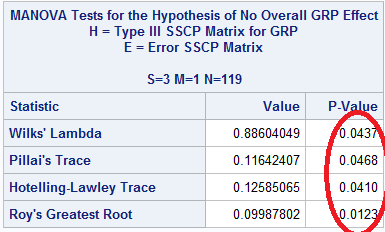 MANOVA Tests for the Hypothesis of No Overall GRP Effect
H = Type III SSCP Matrix for GRP
E = Error SSCP Matrix
S=3 M=1 N=119
Statistic Value P-Value
Wilks' Lambda 0.88604049 0.0437
Pillai's Trace 0.11642407 0.0468
Hotelling-Lawley Trace 0.12585065 0.0410
Roy's Greatest Root 0.09987802 0.0123